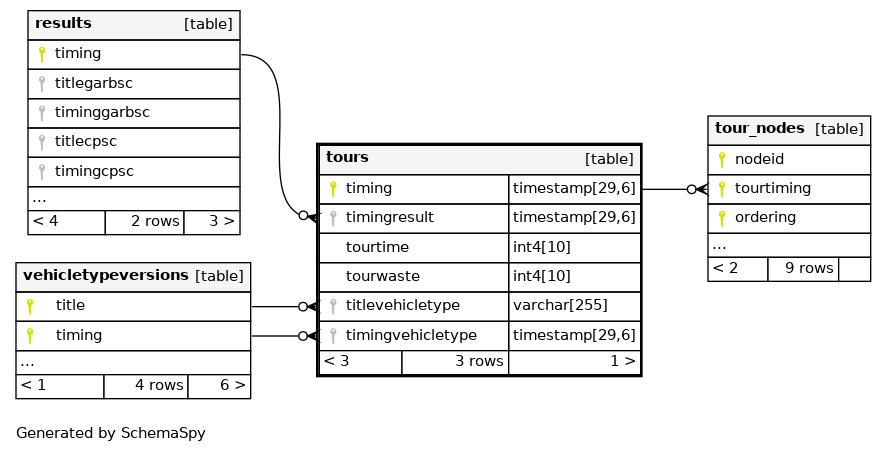 results [table]
timing
titlegarbsc
timinggarbsc
titlecpsc
timingcpsc
...
< 4 2 rows 3 >
vehicletypeversions [table]
title
timing
...
< 1 4 rows 6 >
tours [table]
timing timestamp[29,6]
timingresult timestamp[29,6]
tourtime int4[10]
tourwaste int4[10]
titlevehicletype varchar[255]
timingvehicletype timestamp[29,6]
< 3 3 rows 1 >
tour_nodes [table]
nodeid
tourtiming
ordering
...
< 2 9 rows
Generated by SchemaSpy